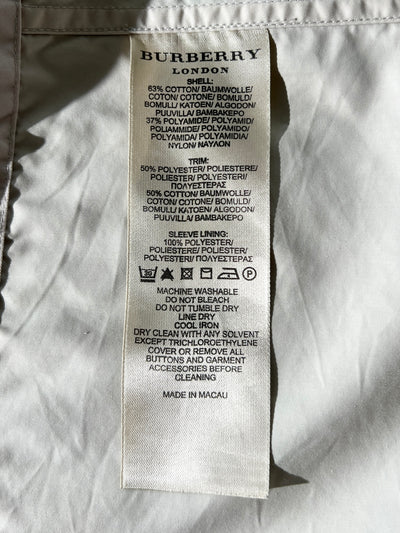 BURBERRY
LONDON
SHELL:
63% COTTON/ BAUMWOLLE/
COTON/ COTONE/ BOMULD/
BOMULL/ KATOEN/ ALGODON/
PUUVILLA/ ΒΑΜΒΑΚΕΡΟ
37% POLYAMIDE/ POLYAMID/
POLIAMMIDE/ POLYAMIDO/
POLYAMIDA/ POLYAMIDIA/
NYLON/ ΝΑΥΛΟΝ
TRIM:
50% POLYESTER/ POLIESTERE/
POLIESTER/ POLYESTERI/
ΠΟΛΥΕΣΤΕΡΑΣ
50% COTTON/ BAUMWOLLE/
COTON/ COTONE/ BOMULD/
BOMULL/ KATOEN/ ALGODON/
PUUVILLA/ ΒΑΜΒΑΚΕΡΟ
SLEEVE LINING:
100% POLYESTER/
POLIESTERE/ POLIESTER/
POLYESTERI/ ΠΟΛΥΕΣΤΕΡΑΣ
30 P
MACHINE WASHABLE
DO NOT BLEACH
DO NOT TUMBLE DRY
LINE DRY
COOL IRON
DRY CLEAN WITH ANY SOLVENT
EXCEPT TRICHLOROETHYLENE
COVER OR REMOVE ALL
BUTTONS AND GARMENT
ACCESSORIES BEFORE
CLEANING
MADE IN MACAU